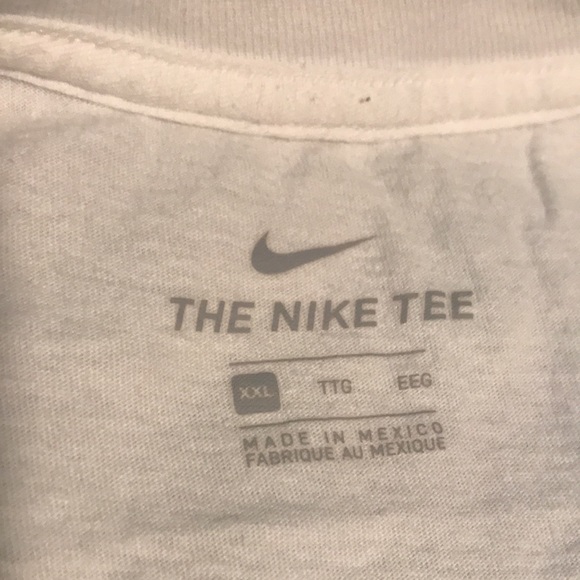 THE NIKE TEE
XXL TTG EEG
MADE IN MEXICO
FABRIQUE AU MEXIQUE